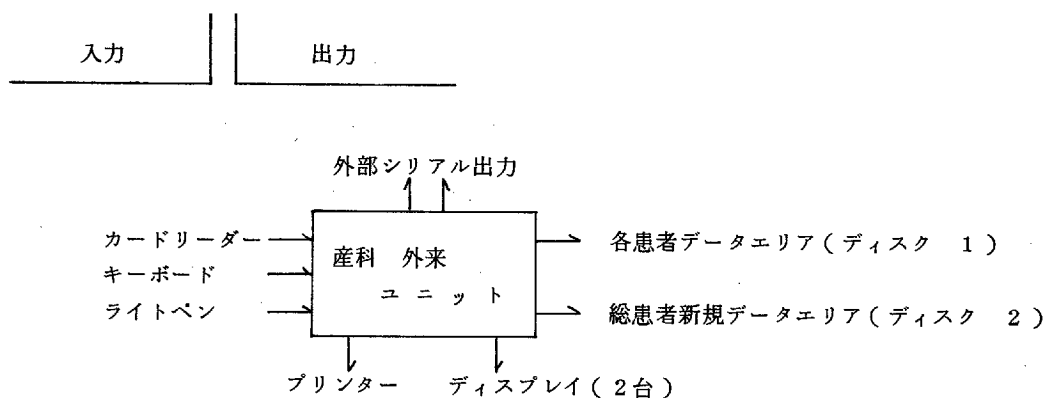 入力
出力
外部シリアル出力
カードリーダー
キーボード
ライトペン
産科 外来
ユニット
各患者データエリア(ディスク 1)
総患者新規データエリア(ディスク 2)
プリンター
ディスプレイ(2台)